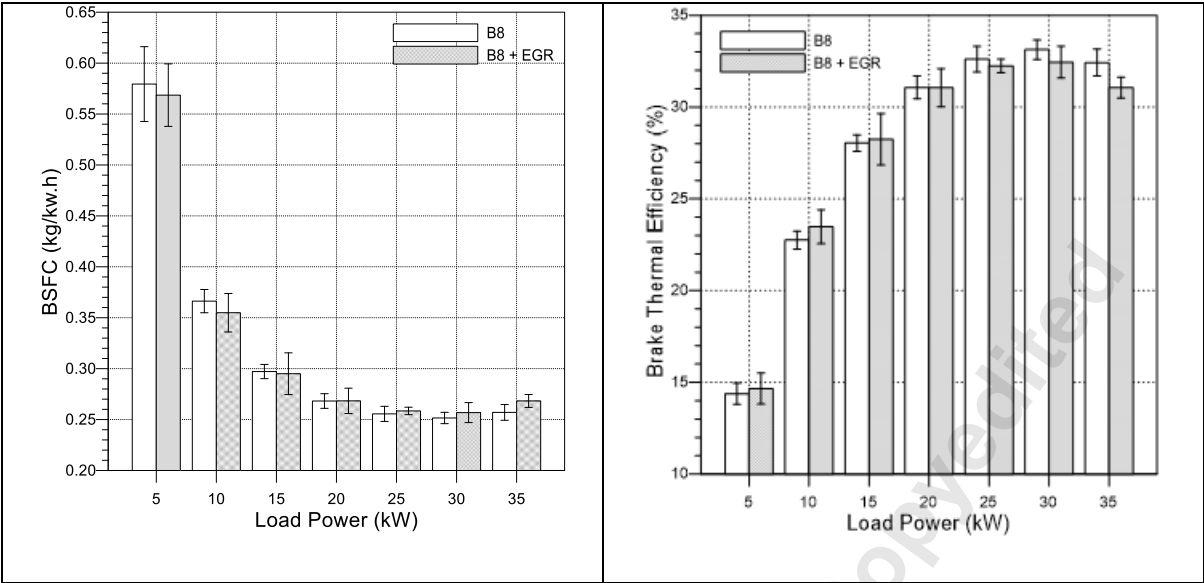 0.65
0.60
0.55
0.50
0.45
0.40
0.35
0.30
0.25
0.20
BSFC (kg/kw.h)
B8
B8 + EGR
5 10 15 20 25 30 35
Load Power (kW)
35
30
25
20
15
10
Brake Thermal Efficiency (%)
B8
B8 + EGR
5 10 15 20 25 30 35
Load Power (kW)
opyedited